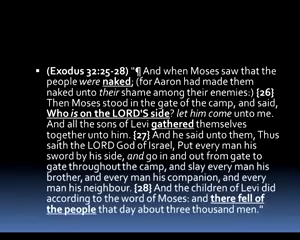 ▪ (Exodus 32:25-28) "¶ And when Moses saw that the
people were naked; (for Aaron had made them
naked unto their shame among their enemies:) {26}
Then Moses stood in the gate of the camp, and said,
Who is on the LORD'S side? let him come unto me.
And all the sons of Levi gathered themselves
together unto him. {27} And he said unto them, Thus
saith the LORD God of Israel, Put every man his
sword by his side, and go in and out from gate to
gate throughout the camp, and slay every man his
brother, and every man his companion, and every
man his neighbour. {28} And the children of Levi did
according to the word of Moses: and there fell of
the people that day about three thousand men."